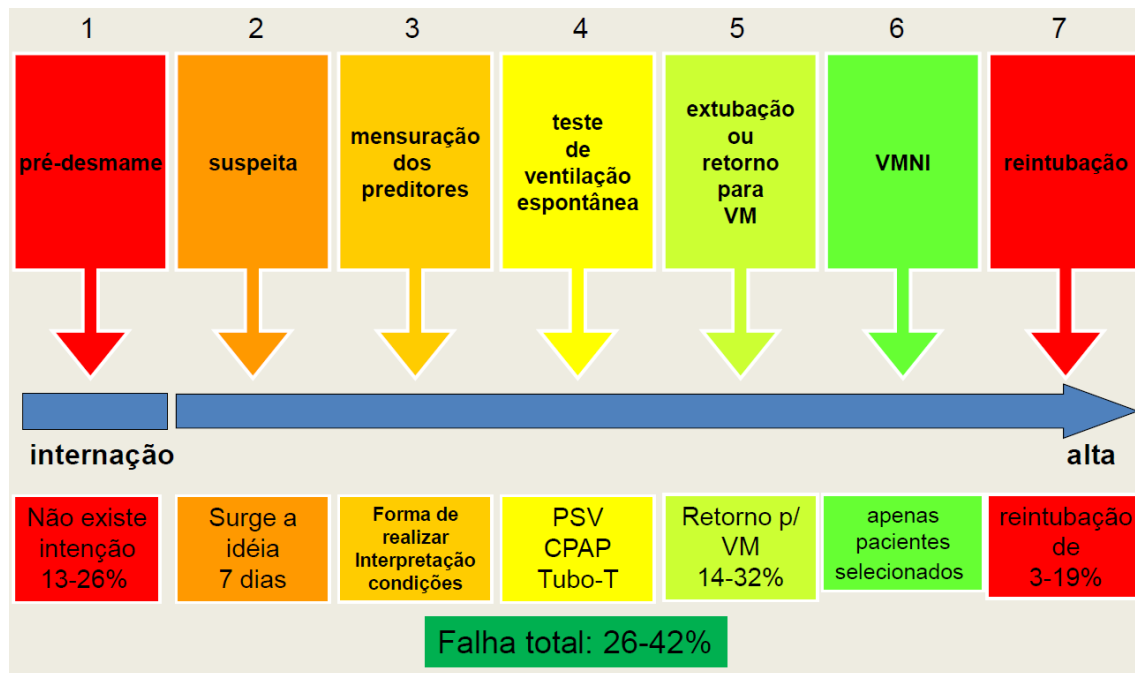 1 2 3 4 5 6 7
pré-desmame
suspeita
mensuração
dos
preditores
teste
de
ventilação
espontânea
extubação
ou
retorno
para
VM
VMNI
reintubação
internação
alta
Não existe
intenção
13-26%
Surge a
idéia
7 dias
Forma de
realizar
Interpretação
condições
PSV
CPAP
Tubo-T
Retorno p/
VM
14-32%
apenas
pacientes
selecionados
reintubação
de
3-19%
Falha total: 26-42%